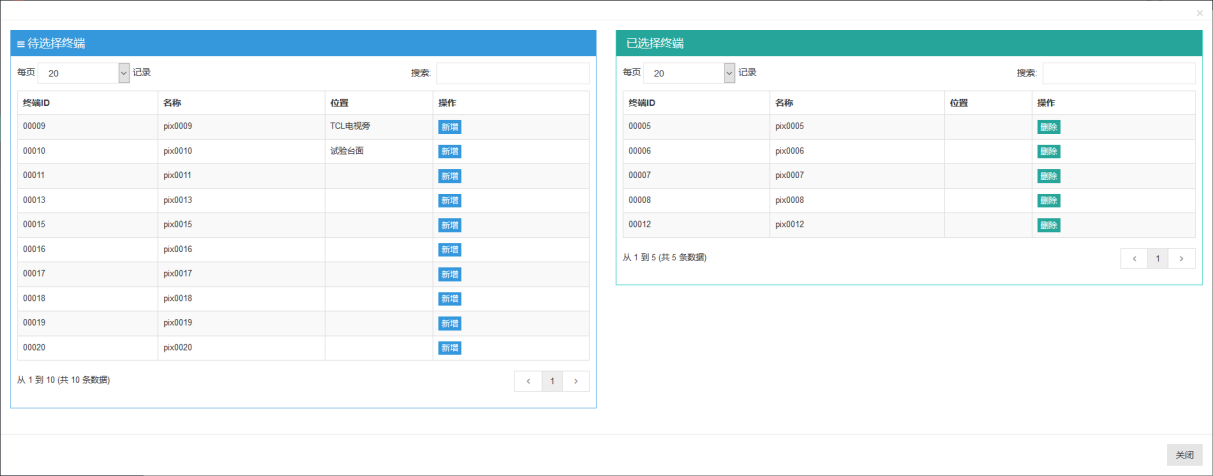 待选择终端
每页 20 记录 搜索:
终端ID 名称 位置 操作
00009 pix0009 TCL电视旁 新增
00010 pix0010 试验台面 新增
00011 pix0011 新增
00013 pix0013 新增
00015 pix0015 新增
00016 pix0016 新增
00017 pix0017 新增
00018 pix0018 新增
00019 pix0019 新增
00020 pix0020 新增
从 1 到 10 (共 10 条数据)
‹ 1 ›
已选择终端
每页 20 记录 搜索:
终端ID 名称 位置 操作
00005 pix0005 删除
00006 pix0006 删除
00007 pix0007 删除
00008 pix0008 删除
00012 pix0012 删除
从 1 到 5 (共 5 条数据)
‹ 1 ›
关闭